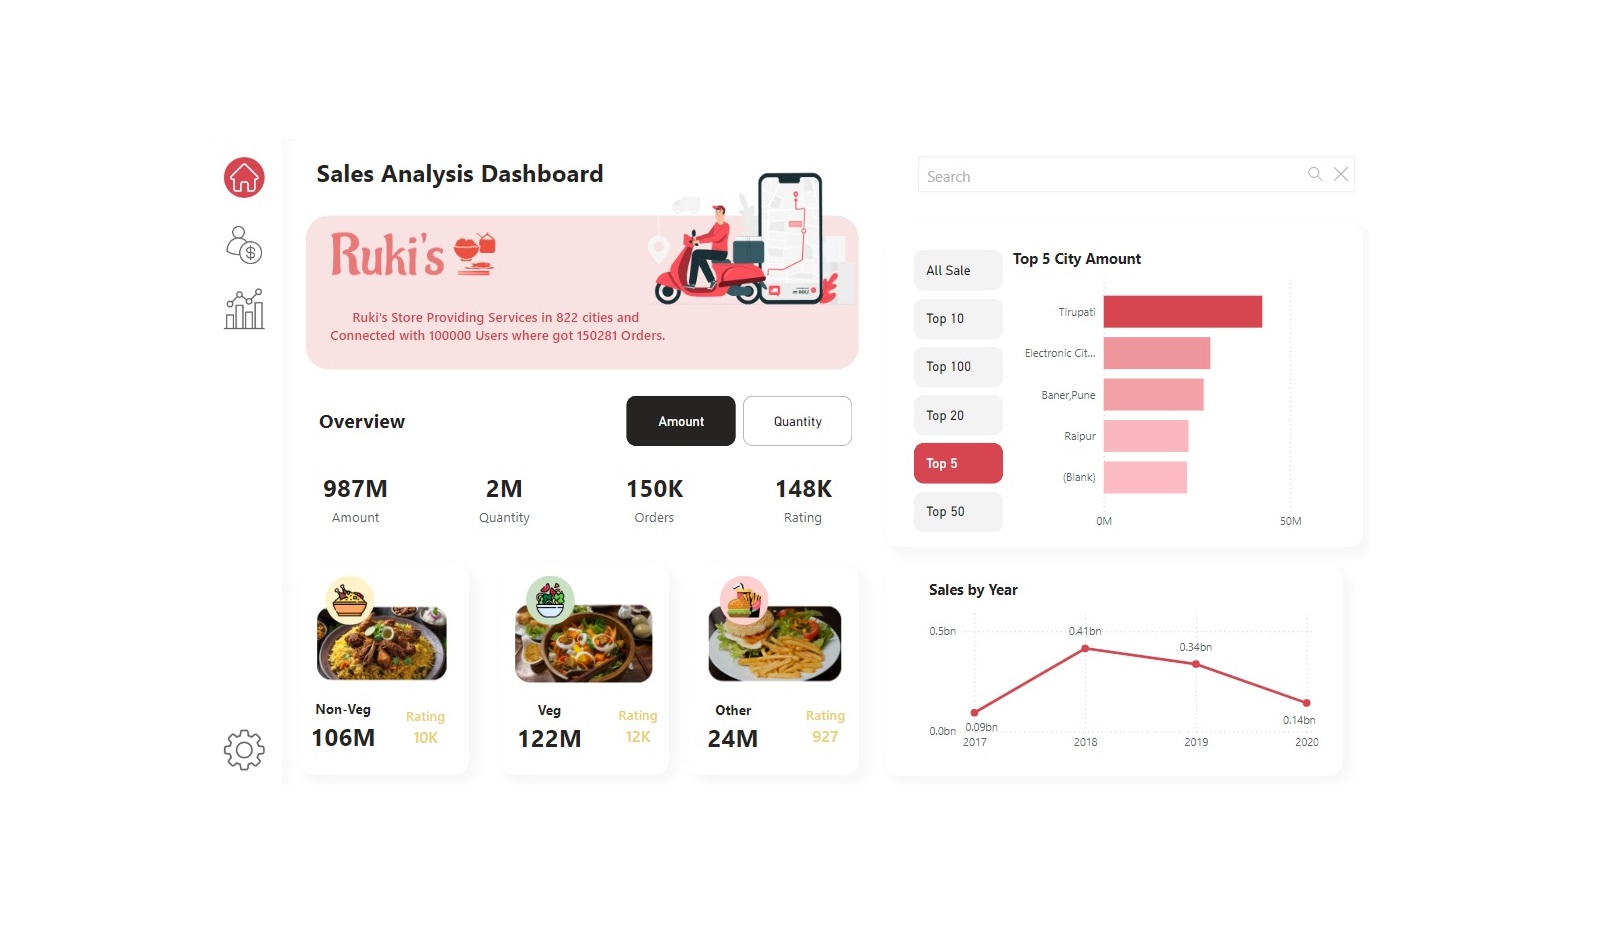 Sales Analysis Dashboard
Search
Ruki's
Ruki's Store Providing Services in 822 cities and
Connected with 100000 Users where got 150281 Orders.
Overview
Amount
Quantity
987M
Amount
2M
Quantity
150K
Orders
148K
Rating
Non-Veg
106M
Rating
10K
Veg
122M
Rating
12K
Other
24M
Rating
927
All Sale
Top 10
Top 100
Top 20
Top 5
Top 50
Top 5 City Amount
Tirupati
Electronic Cit...
Baner,Pune
Raipur
(Blank)
0M
50M
Sales by Year
0.5bn
0.0bn
0.09bn
0.41bn
0.34bn
0.14bn
2017
2018
2019
2020